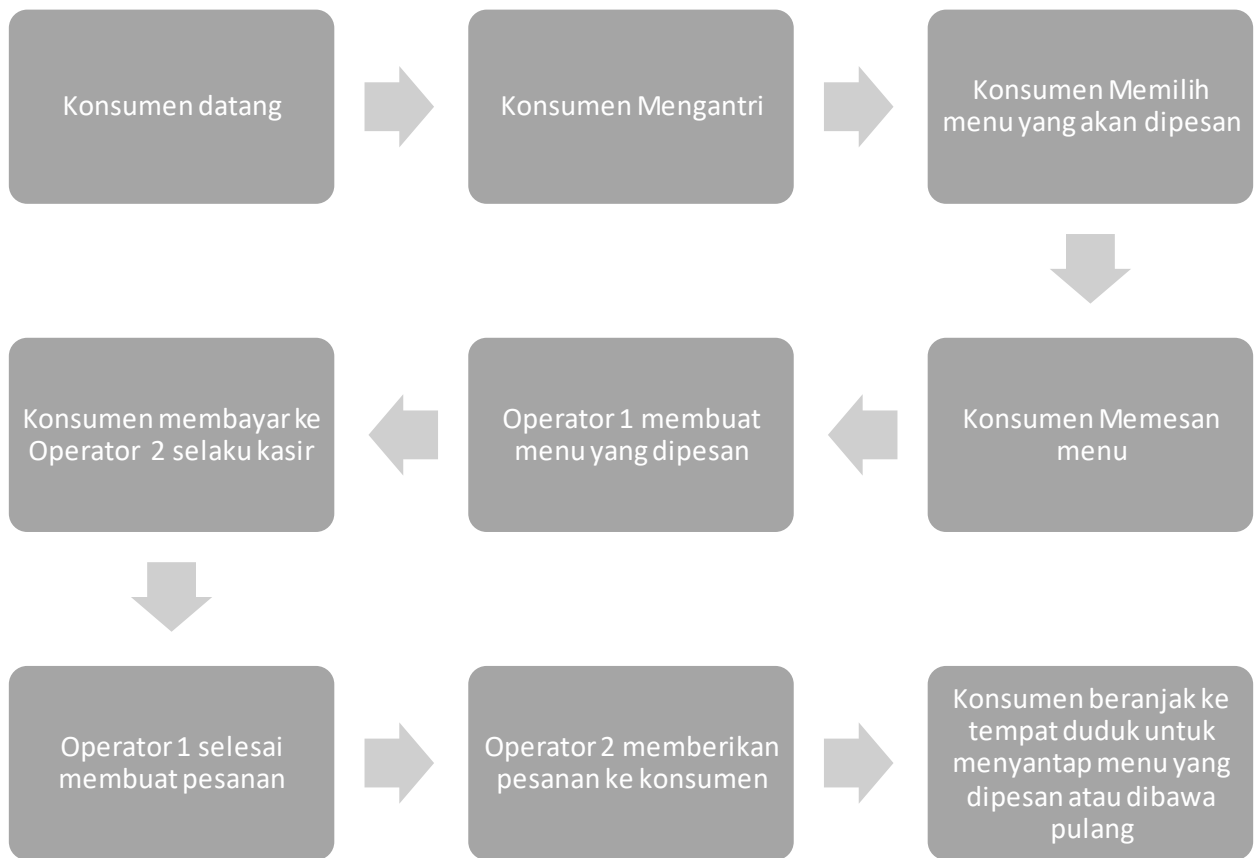 Konsumen datang
Konsumen Mengantri
Konsumen Memilih
menu yang akan dipesan
Konsumen Memesan
menu
Operator 1 membuat
menu yang dipesan
Konsumen membayar ke
Operator 2 selaku kasir
Operator 1 selesai
membuat pesanan
Operator 2 memberikan
pesanan ke konsumen
Konsumen beranjak ke
tempat duduk untuk
menyantap menu yang
dipesan atau dibawa
pulang